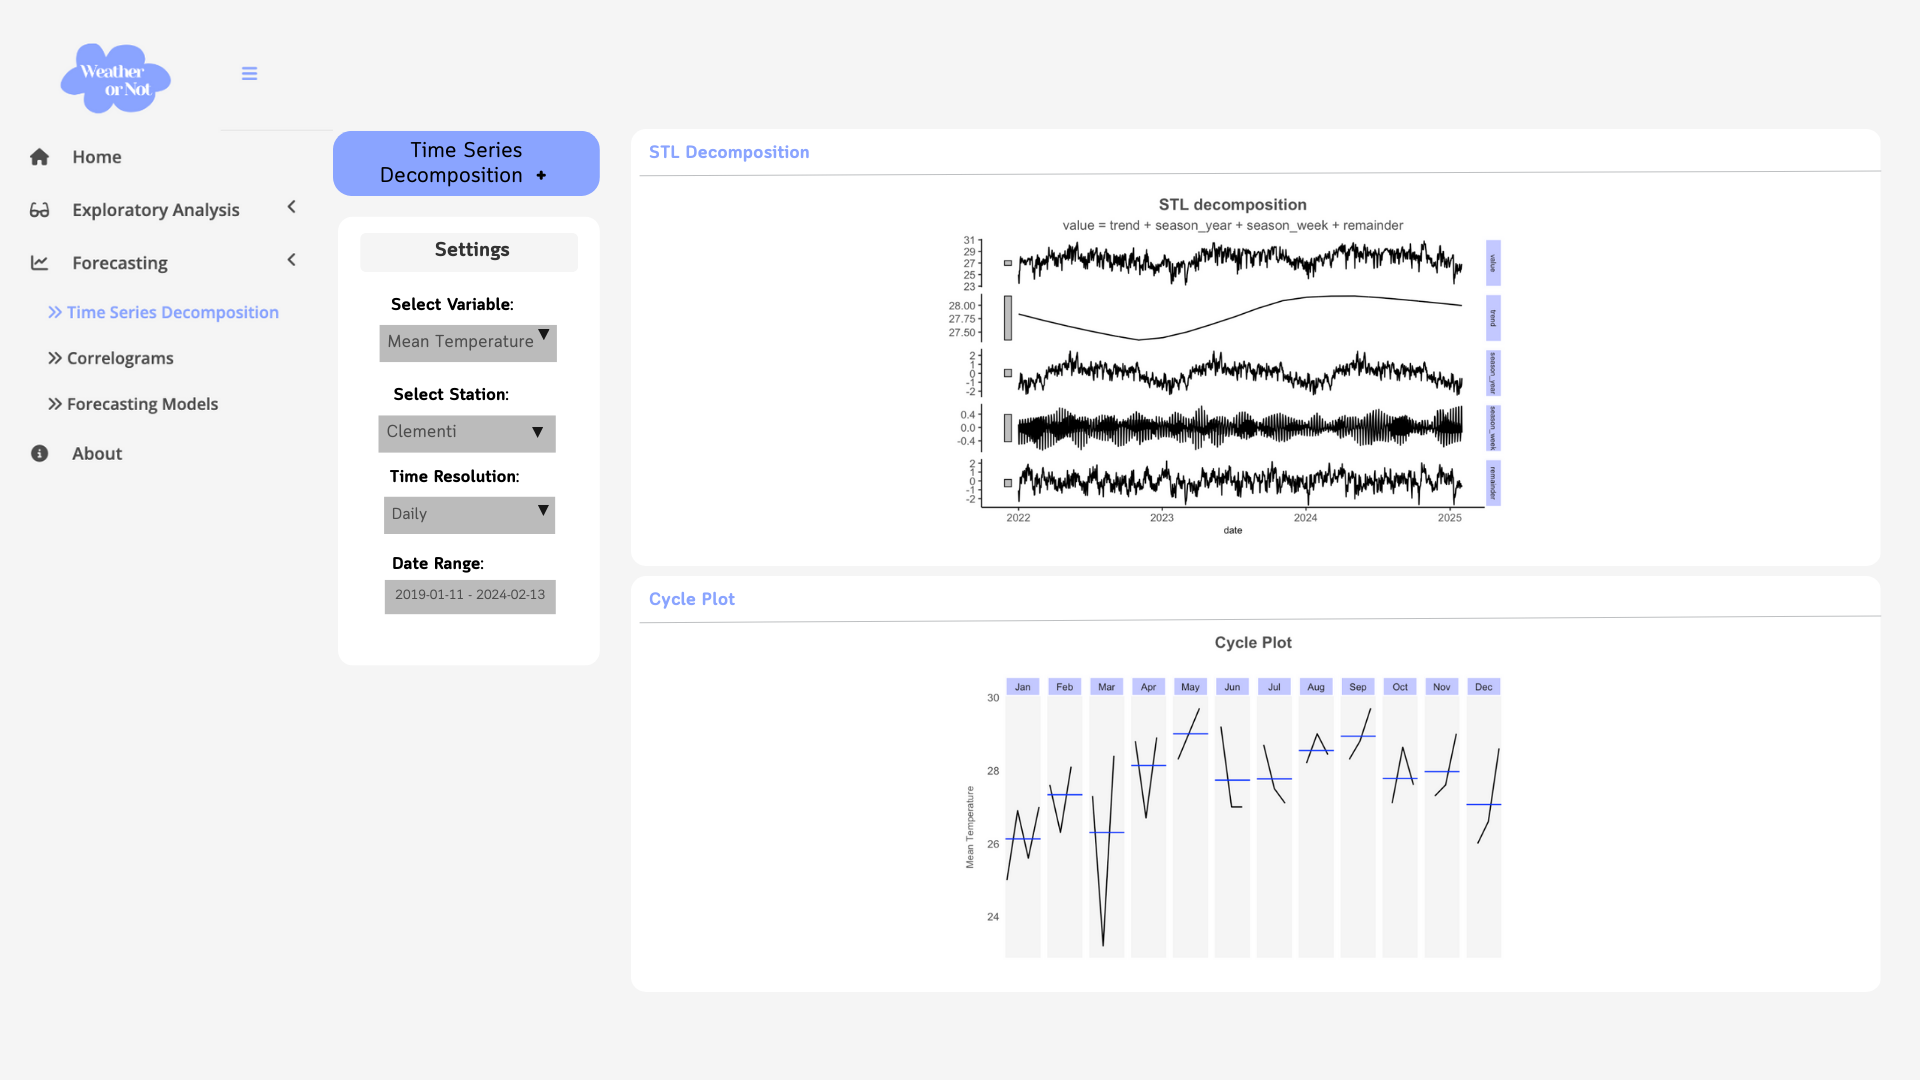 Weather
or Not
Home
Exploratory Analysis
Forecasting
Time Series Decomposition
Correlograms
Forecasting Models
About
Time Series
Decomposition +
Settings
Select Variable:
Mean Temperature
Select Station:
Clementi
Time Resolution:
Daily
Date Range:
2019-01-11 - 2024-02-13
STL Decomposition
STL decomposition
value = trend + season_year + season_week + remainder
31
29
27
25
23
value
28.00
27.75
27.50
trend
2
1
0
-1
-2
season_year
0.4
0.0
-0.4
season_week
2
1
0
-1
-2
remainder
2022 2023 2024 2025
date
Cycle Plot
Cycle Plot
Jan Feb Mar Apr May Jun Jul Aug Sep Oct Nov Dec
30
28
26
24
Mean Temperature